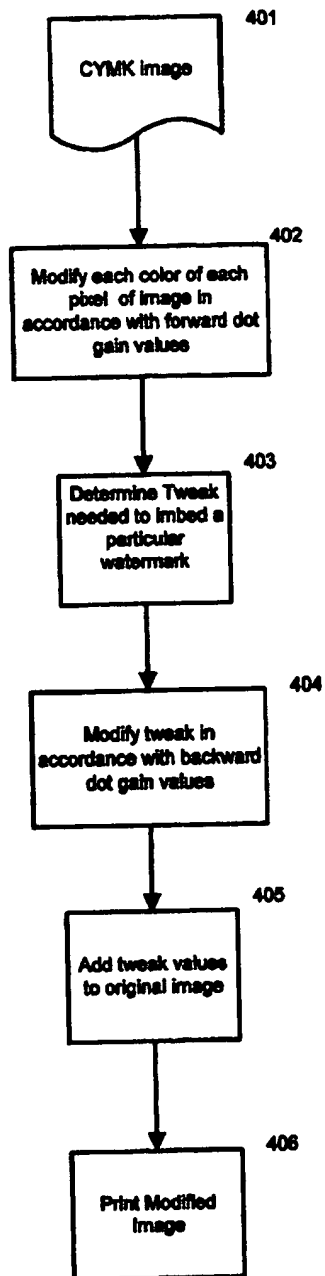 401
CYMK image
402
Modify each color of each
pixel of image in
accordance with forward dot
gain values
403
Determine Tweak
needed to imbed a
particular
watermark
404
Modify tweak in
accordance with backward
dot gain values
405
Add tweak values
to original image
406
Print Modified
Image